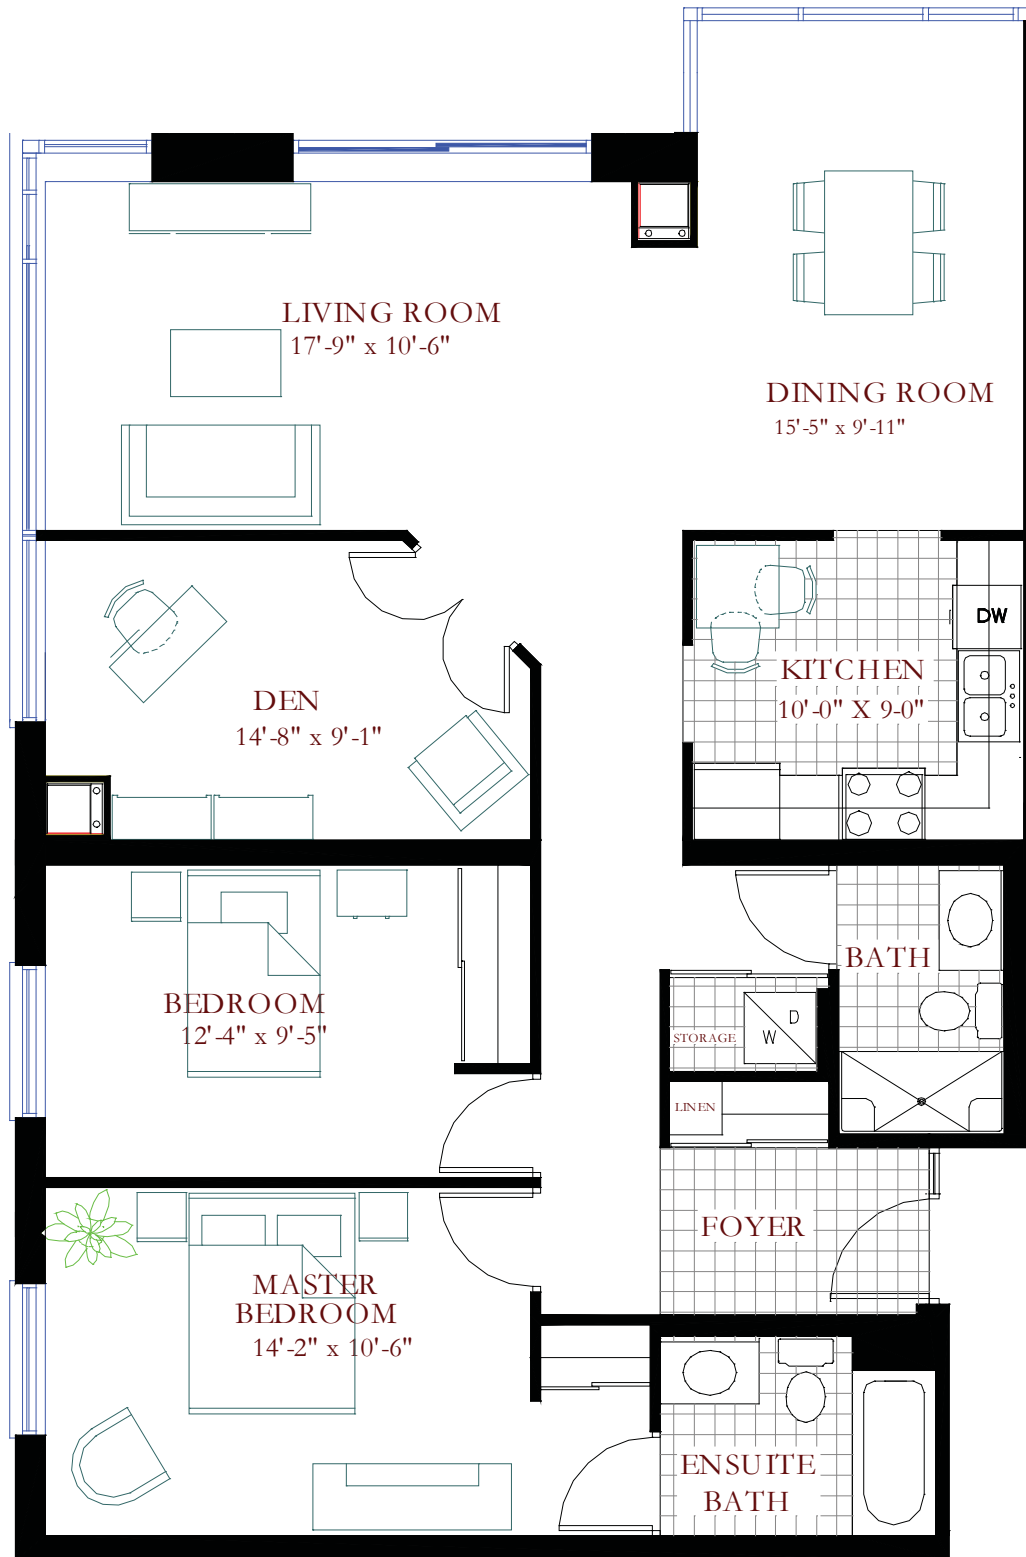 LIVING ROOM
17'-9" x 10'-6"
DINING ROOM
15'-5" x 9'-11"
DW
KITCHEN
10'-0" X 9-0"
DEN
14'-8" x 9'-1"
BATH
BEDROOM
12'-4" x 9'-5"
STORAGE
D
W
LINEN
FOYER
MASTER
BEDROOM
14'-2" x 10'-6"
ENSUITE
BATH